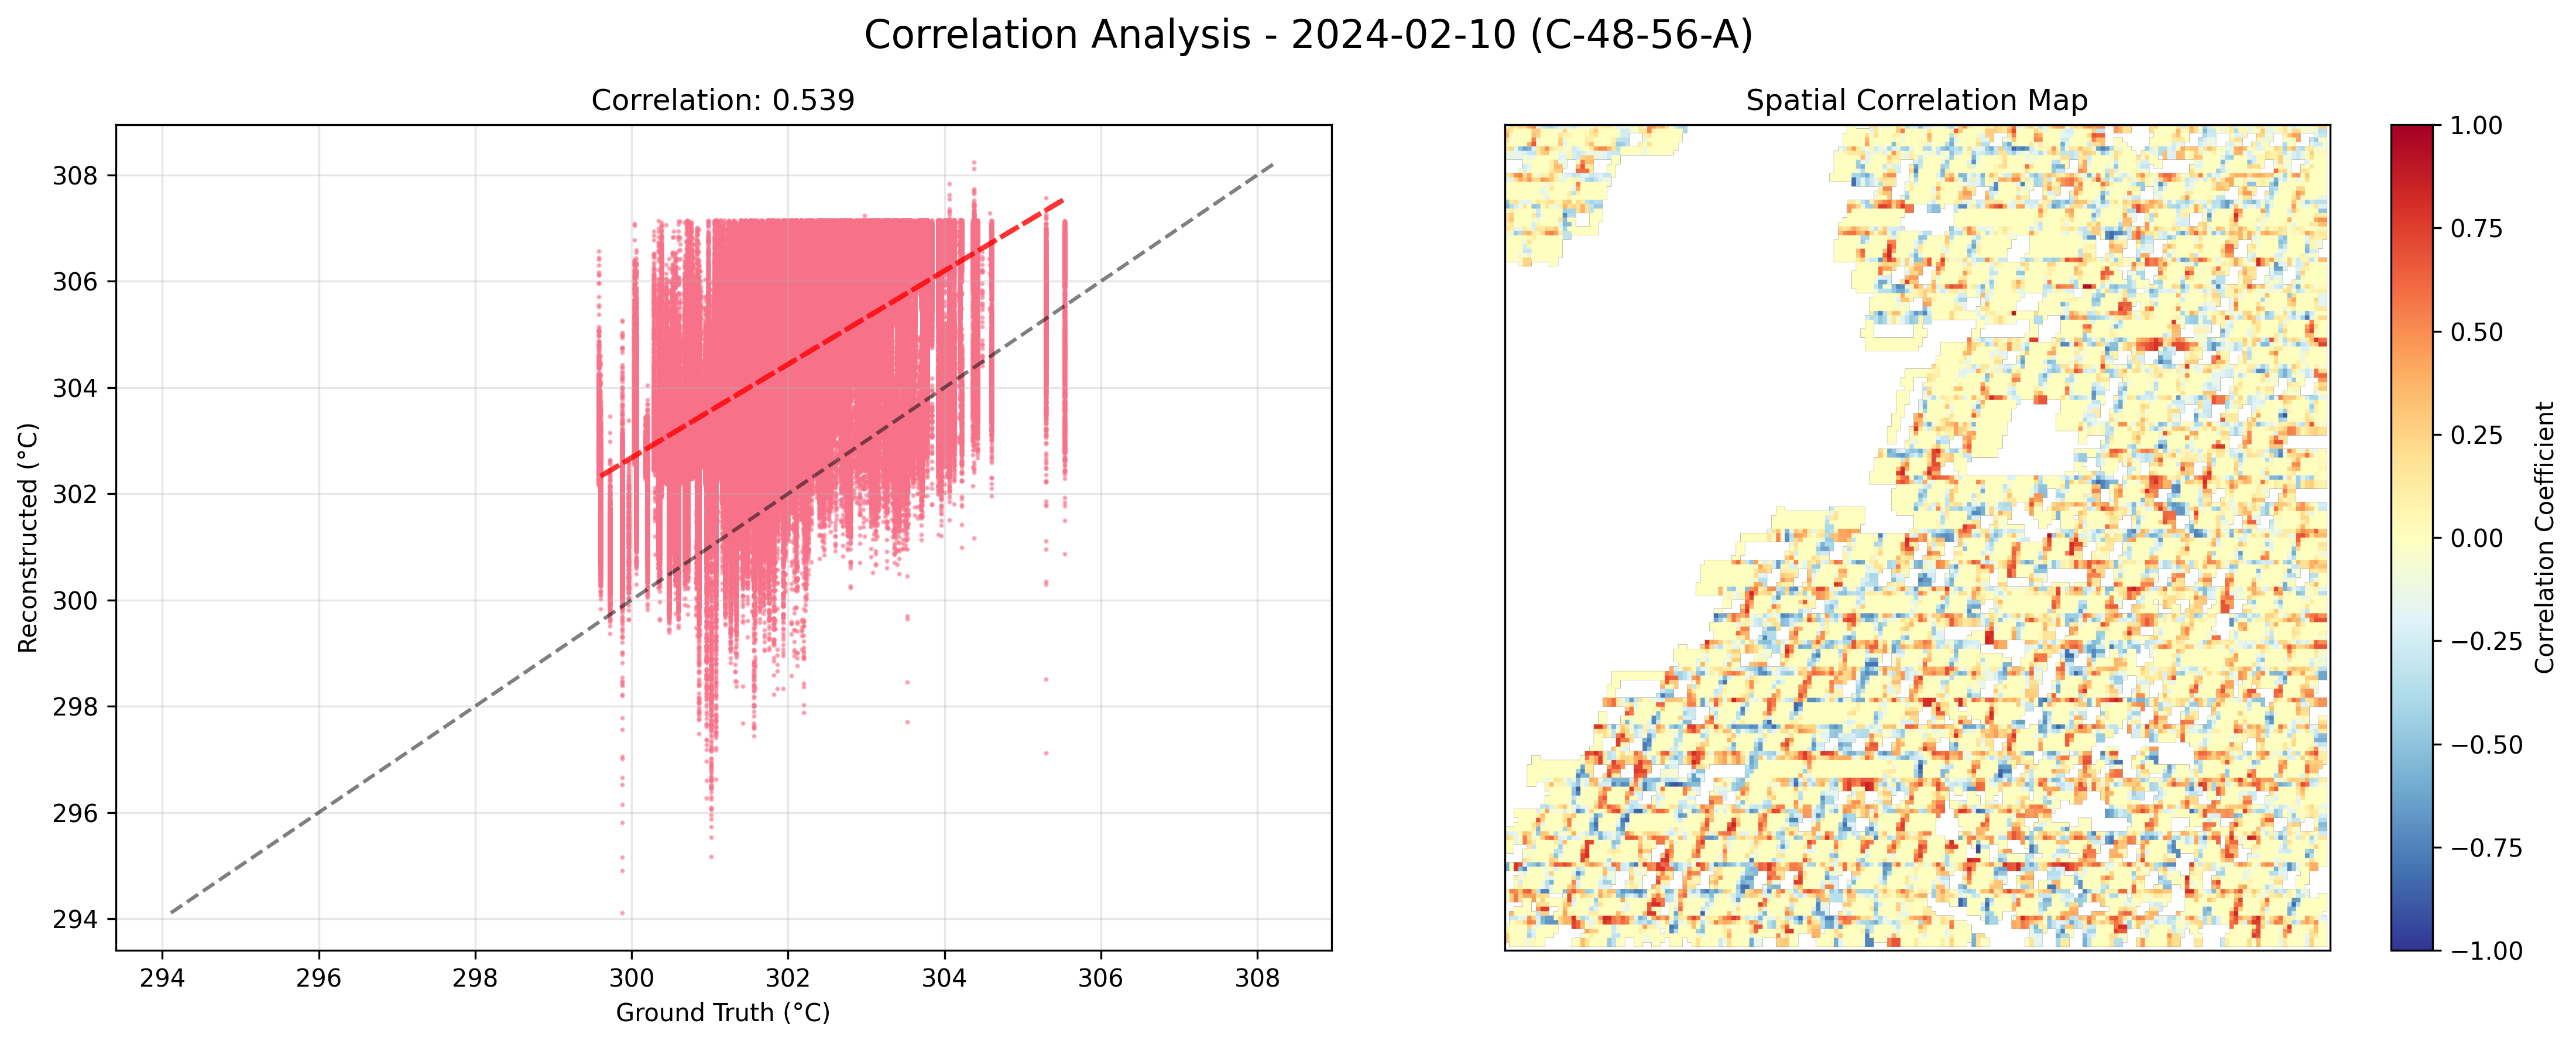 Correlation Analysis - 2024-02-10 (C-48-56-A)
Correlation: 0.539
308
306
304
302
300
298
296
294
Reconstructed (°C)
294 296 298 300 302 304 306 308
Ground Truth (°C)
Spatial Correlation Map
1.00
0.75
0.50
0.25
0.00
−0.25
−0.50
−0.75
−1.00
Correlation Coefficient